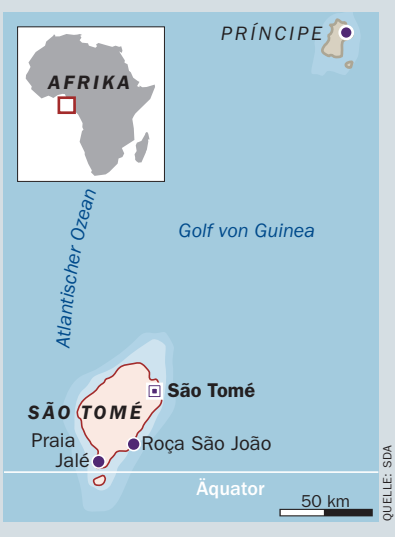 PRÍNCIPE
AFRIKA
Atlantischer Ozean
Golf von Guinea
São Tomé
SÃO TOMÉ
Praia
Jalé
Roça São João
Äquator
50 km
QUELLE: SDA